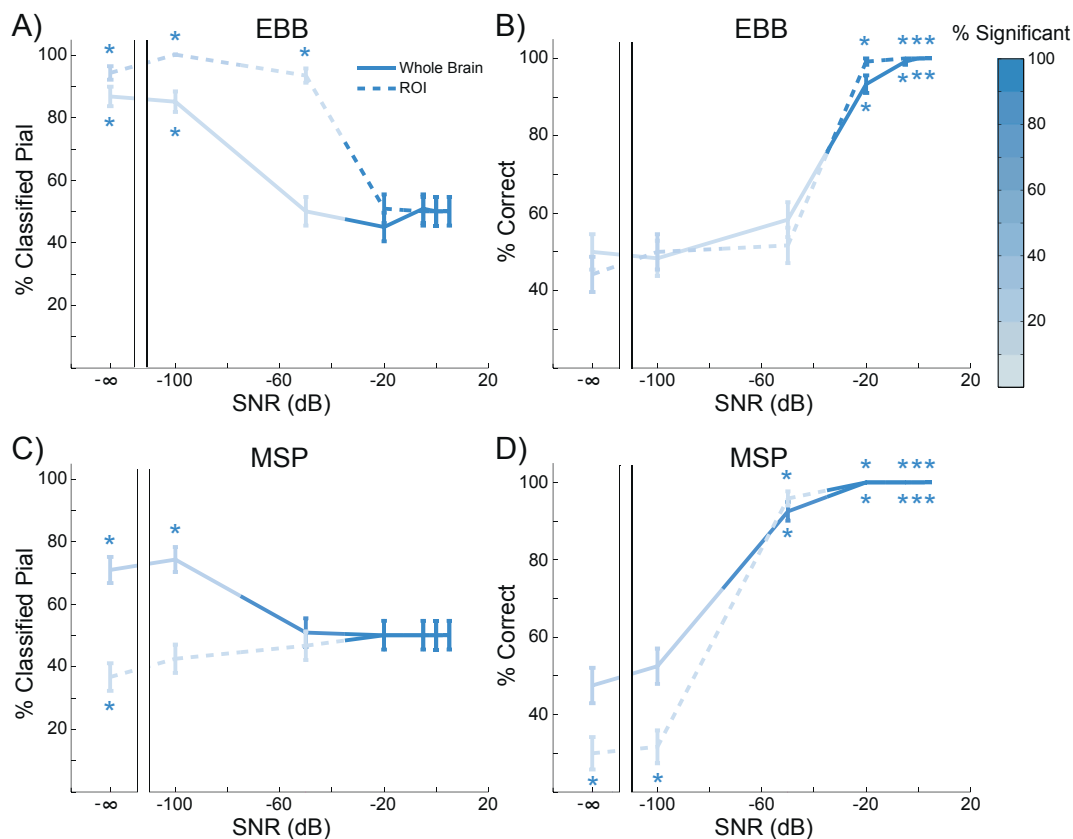 A) EBB
* * *
Whole Brain
ROI
* *
100
80
60
40
20
% Classified Pial
-∞ -100 -60 -20 20
SNR (dB)
B) EBB
* ***
* * **
100
80
60
40
% Correct
-∞ -100 -60 -20 20
SNR (dB)
% Significant
100
80
60
40
20
C) MSP
* *
*
100
80
60
40
20
% Classified Pial
-∞ -100 -60 -20 20
SNR (dB)
D) MSP
* * ***
* * ***
* *
100
80
60
40
% Correct
-∞ -100 -60 -20 20
SNR (dB)